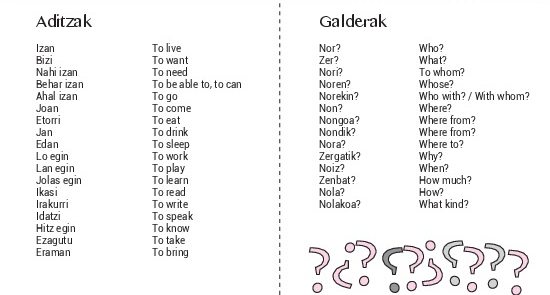 Aditzak
Izan
Bizi To live
Nahi izan To want
Behar izan To need
Ahal izan To be able to, to can
Joan To go
Etorri To come
Jan To eat
Edan To drink
Lo egin To sleep
Lan egin To work
Jolas egin To play
Ikasi To learn
Irakurri To read
Idatzi To write
Hitz egin To speak
Ezagutu To know
Eraman To take
To bring
Galderak
Nor? Who?
Zer? What?
Nori? To whom?
Noren? Whose?
Norekin? Who with? / With whom?
Non? Where?
Nongoa? Where from?
Nondik? Where from?
Nora? Where to?
Zergatik? Why?
Noiz? When?
Zenbat? How much?
Nola? How?
Nolakoa? What kind?